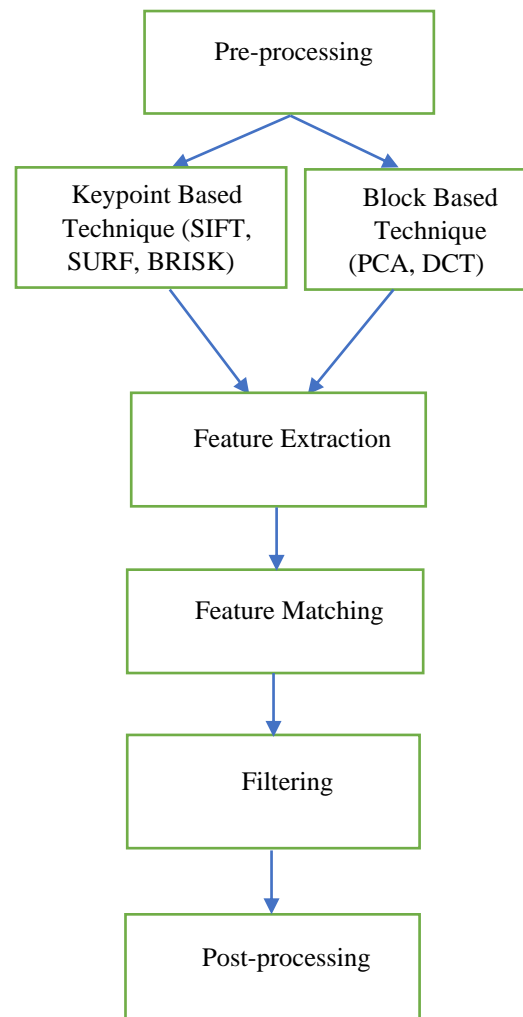 Pre-processing
Keypoint Based
Technique (SIFT,
SURF, BRISK)
Block Based
Technique
(PCA, DCT)
Feature Extraction
Feature Matching
Filtering
Post-processing